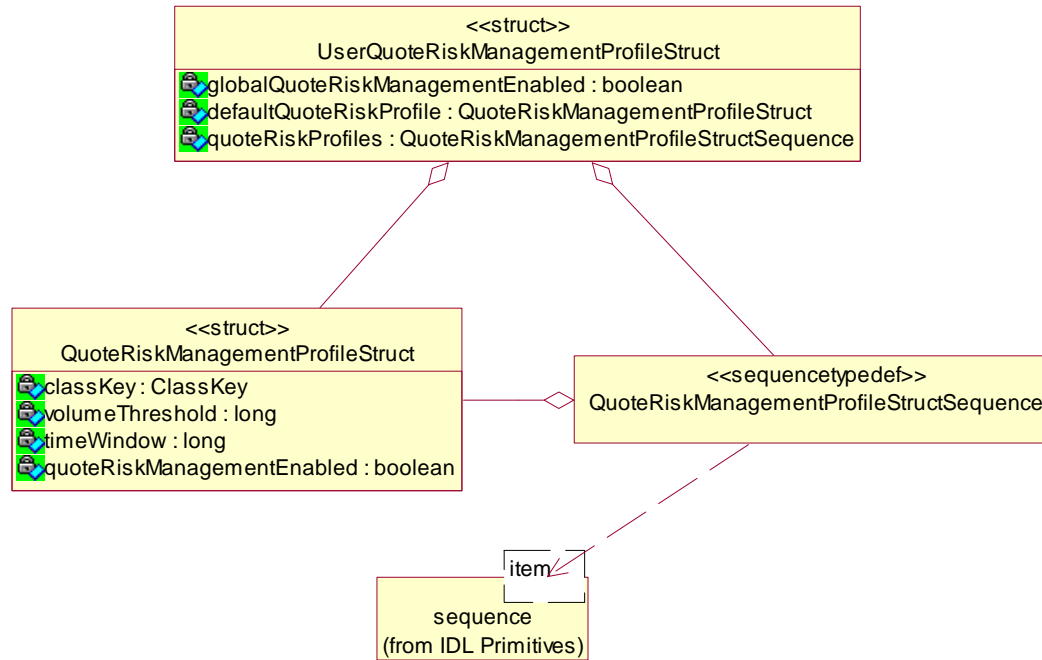 <<struct>>
UserQuoteRiskManagementProfileStruct
globalQuoteRiskManagementEnabled : boolean
defaultQuoteRiskProfile : QuoteRiskManagementProfileStruct
quoteRiskProfiles : QuoteRiskManagementProfileStructSequence
<<struct>>
QuoteRiskManagementProfileStruct
classKey : ClassKey
volumeThreshold : long
timeWindow : long
quoteRiskManagementEnabled : boolean
<<sequencetypedef>>
QuoteRiskManagementProfileStructSequence
item
sequence
(from IDL Primitives)